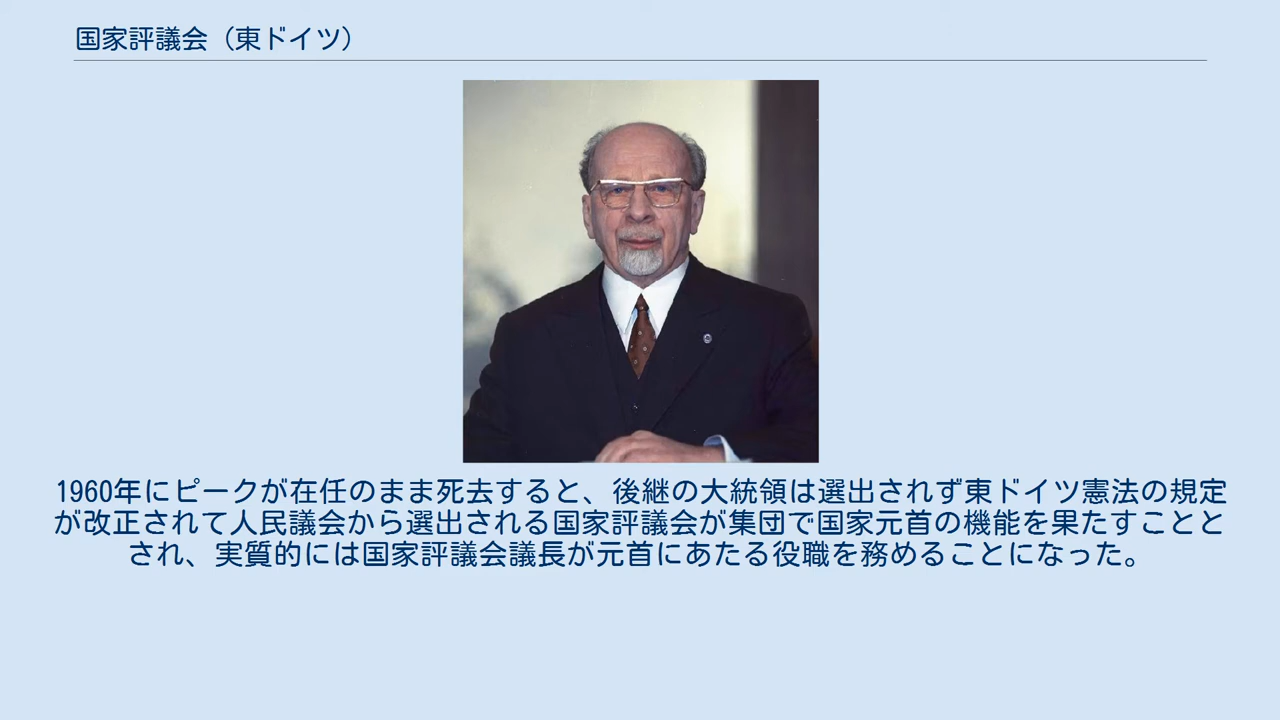 国家評議会（東ドイツ）
1960年にピークが在任のまま死去すると、後継の大統領は選出されず東ドイツ憲法の規定
が改正されて人民議会から選出される国家評議会が集団で国家元首の機能を果たすことと
され、実質的には国家評議会議長が元首にあたる役職を務めることになった。